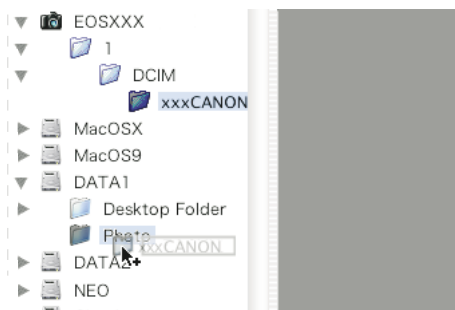 EOSXXX
1
DCIM
xxxCANON
MacOSX
MacOS9
DATA1
Desktop Folder
Photo
xxxCANON
DATA2
NEO